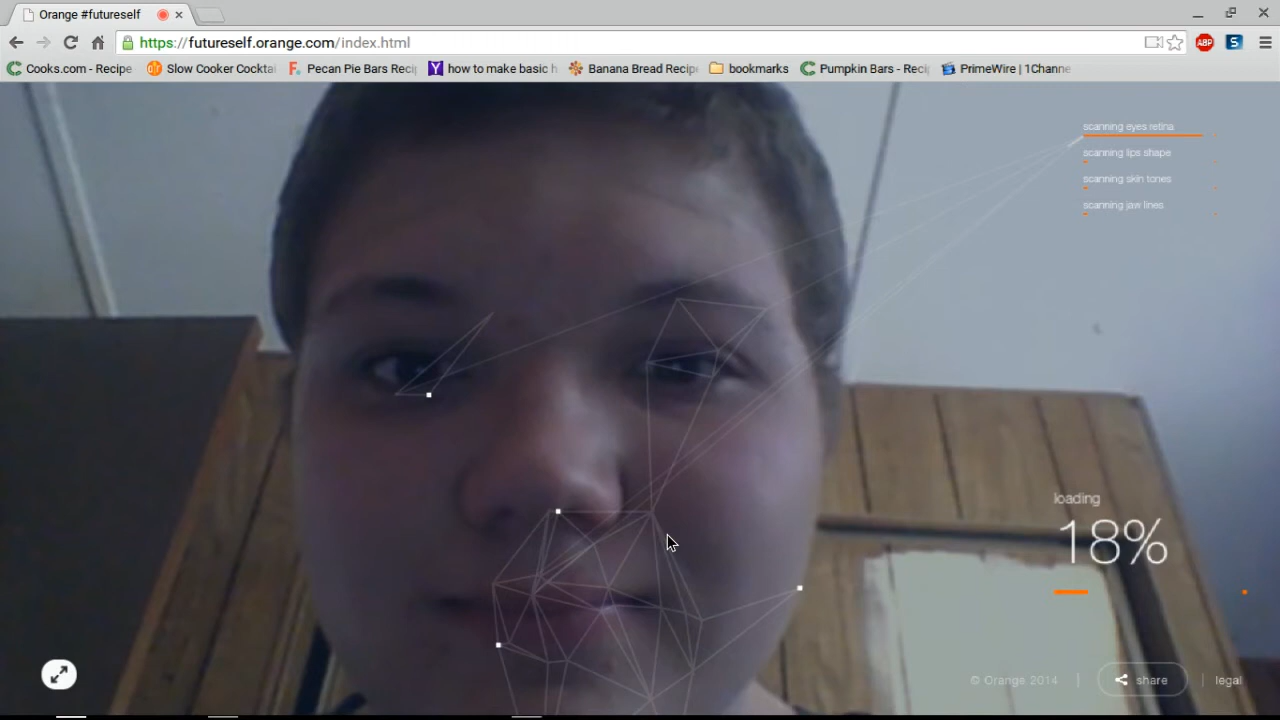 Orange #futureself
https://futureself.orange.com/index.html
ABP
S
Cooks.com - Recipe
Slow Cooker Cockta
F. Pecan Pie Bars Reci
Y how to make basic h
Banana Bread Recip
bookmarks
Pumpkin Bars - Reci
PrimeWire | 1Channe
scanning eyes retina
scanning lips shape
scanning skin tones
scanning jaw lines
loading
18%
© Orange 2014 | share | legal